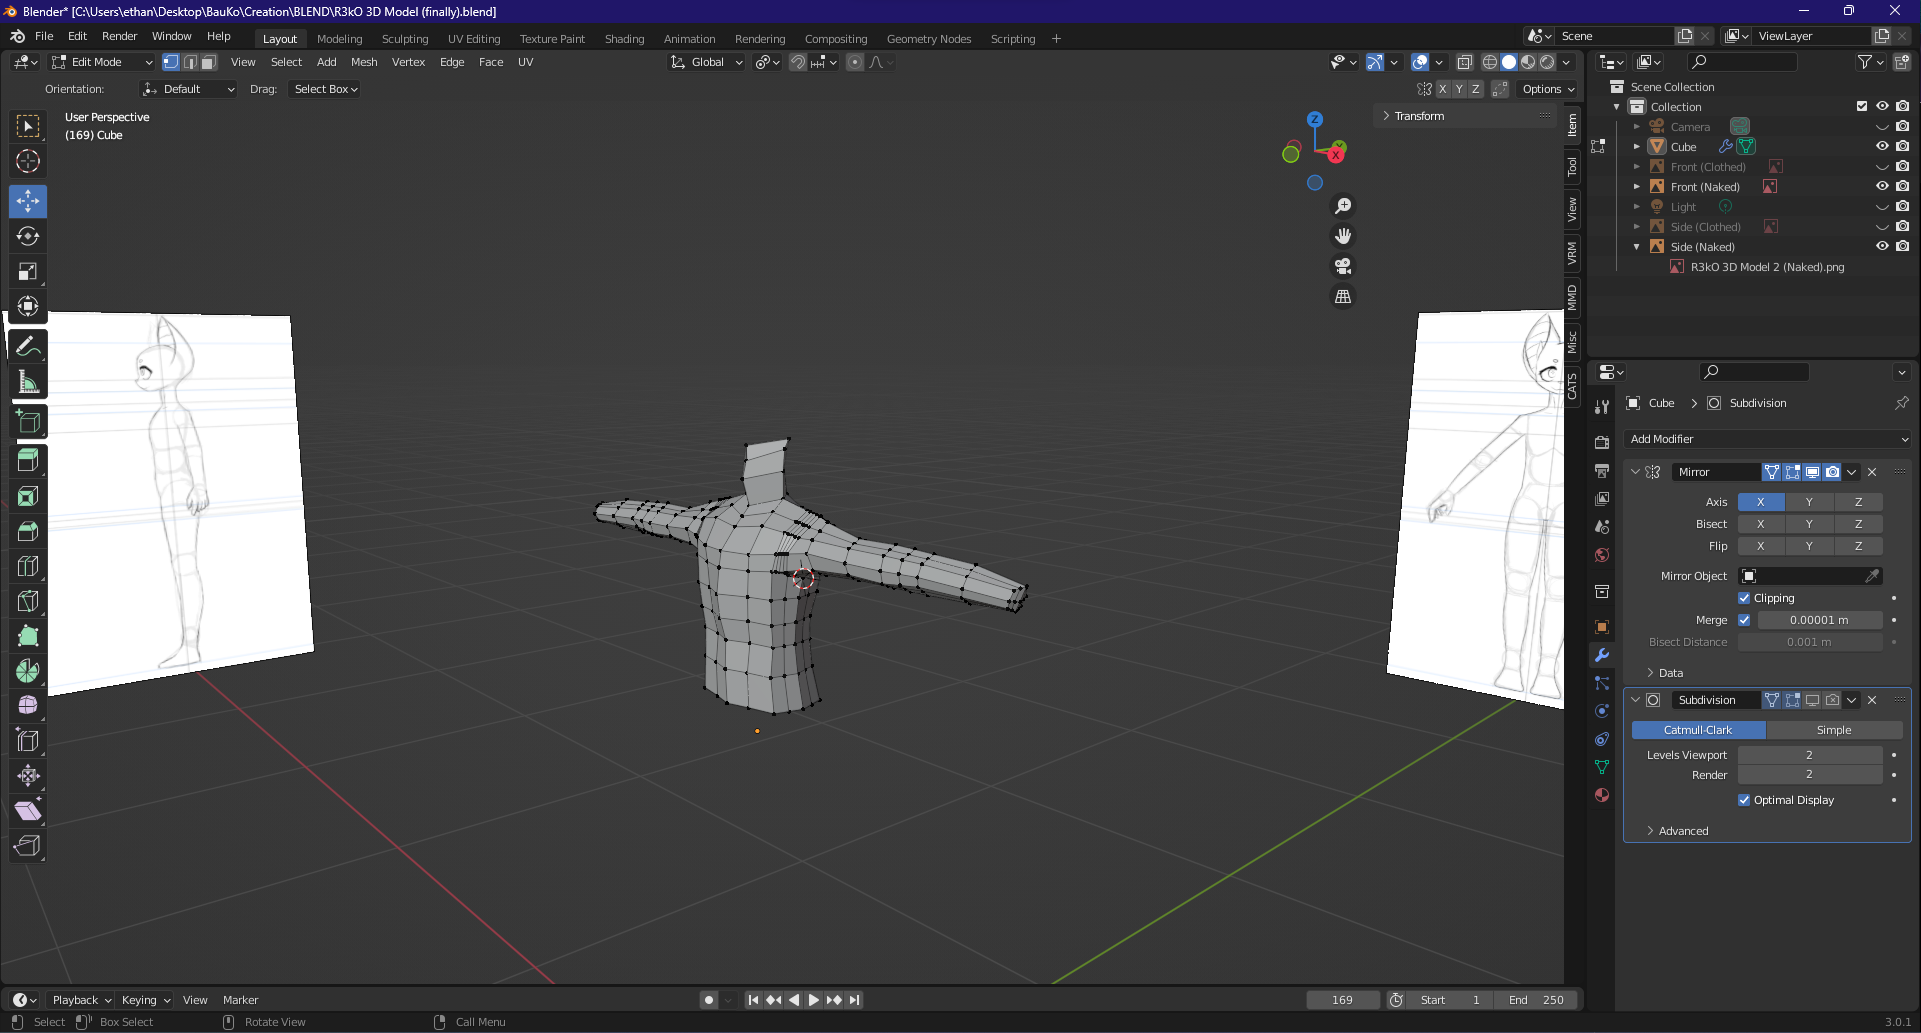 Blender* [C:\Users\ethan\Desktop\BauKo\Creation\BLEND\R3kO 3D Model (finally).blend]
File Edit Render Window Help Layout Modeling Sculpting UV Editing Texture Paint Shading Animation Rendering Compositing Geometry Nodes Scripting + Scene ViewLayer
Edit Mode View Select Add Mesh Vertex Edge Face UV Global
Orientation: Default Drag: Select Box X Y Z Options
User Perspective
(169) Cube
Transform
Z
Y
X
Item
Tool
View
VRM
MMD
Misc
CATS
Scene Collection
Collection
Camera
Cube
Front (Clothed)
Front (Naked)
Light
Side (Clothed)
Side (Naked)
R3kO 3D Model 2 (Naked).png
Cube > Subdivision
Add Modifier
Mirror
Axis X Y Z
Bisect X Y Z
Flip X Y Z
Mirror Object
Clipping
Merge 0.00001 m
Bisect Distance 0.001 m
Data
Subdivision
Catmull-Clark Simple
Levels Viewport 2
Render 2
Optimal Display
Advanced
Playback Keying View Marker 169 Start 1 End 250
Select Box Select Rotate View Call Menu 3.0.1